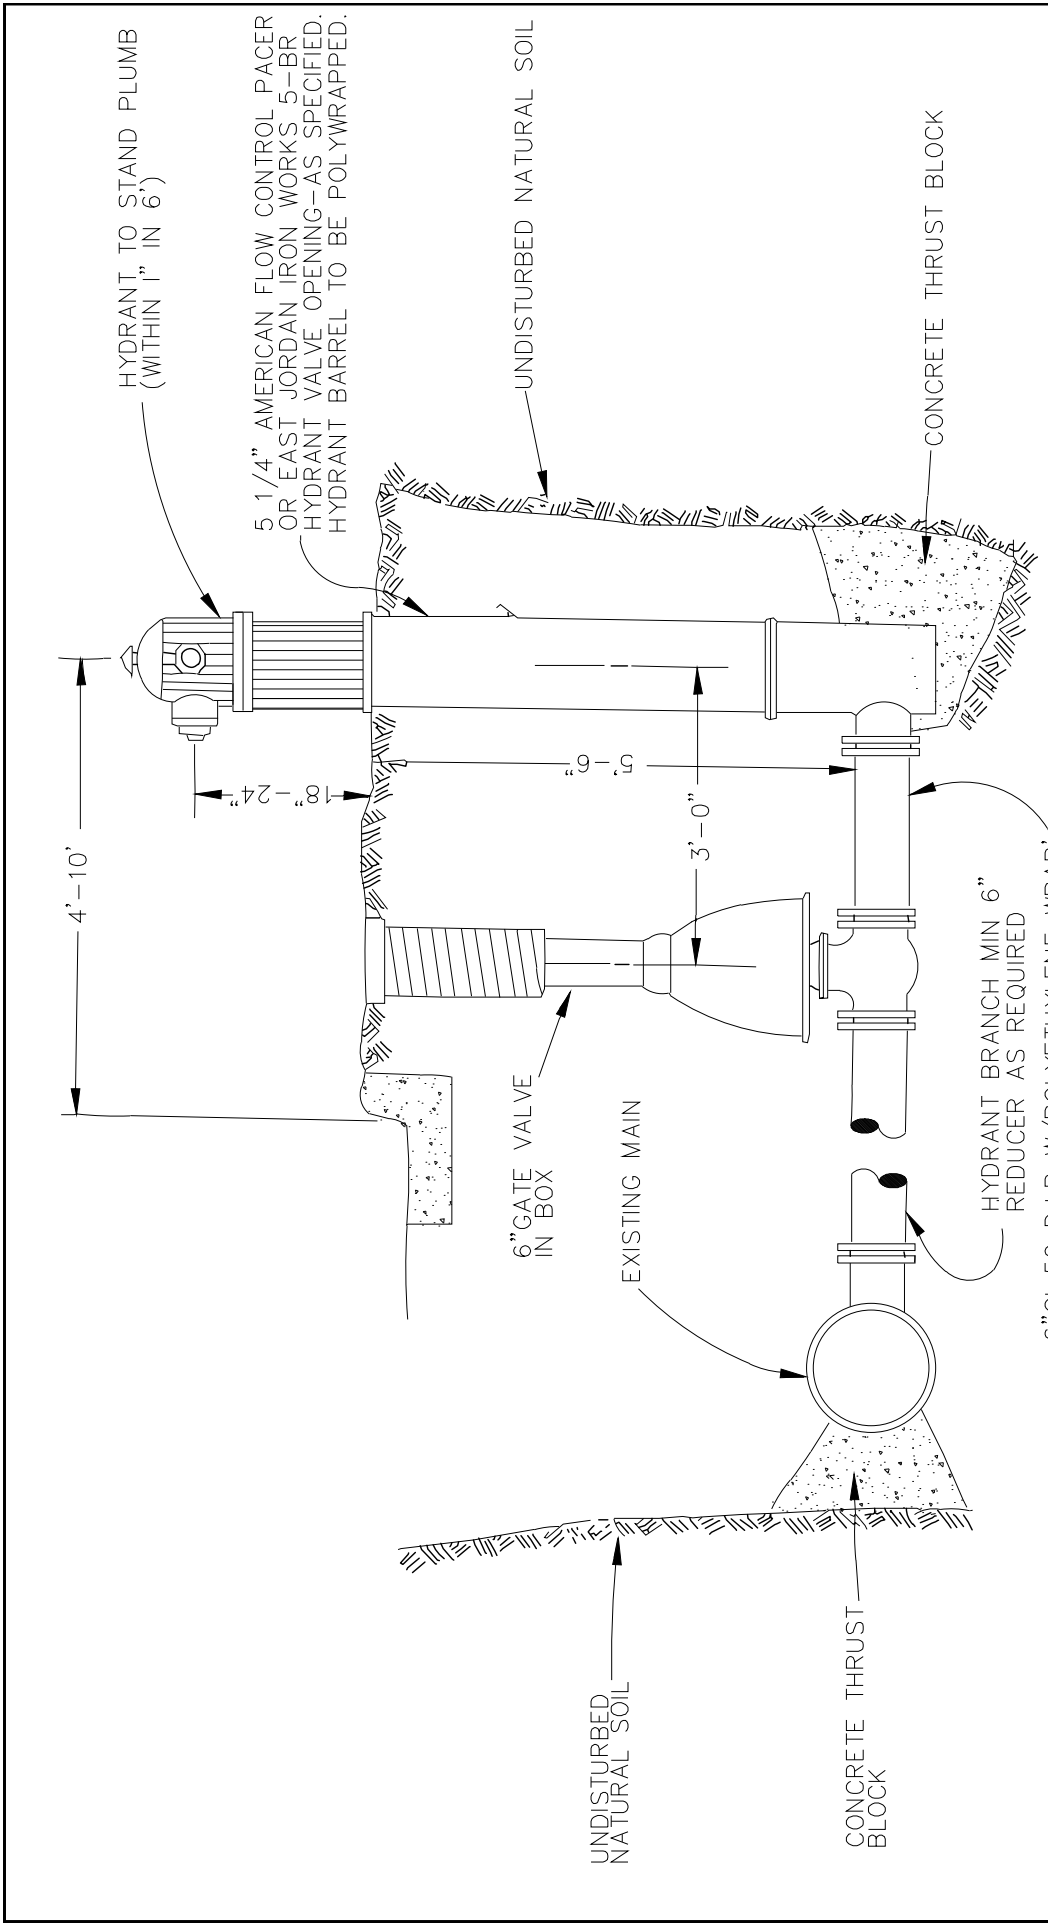 HYDRANT TO STAND PLUMB
(WITHIN 1" IN 6')
5 1/4" AMERICAN FLOW CONTROL PACER
OR EAST JORDAN IRON WORKS 5-BR
HYDRANT VALVE OPENING-AS SPECIFIED.
HYDRANT BARREL TO BE POLYWRAPPED.
UNDISTURBED NATURAL SOIL
CONCRETE THRUST BLOCK
4'-10'
18"-24"
5'-6"
3'-0"
6"GATE VALVE
IN BOX
EXISTING MAIN
HYDRANT BRANCH MIN 6"
REDUCER AS REQUIRED
UNDISTURBED
NATURAL SOIL
CONCRETE THRUST
BLOCK